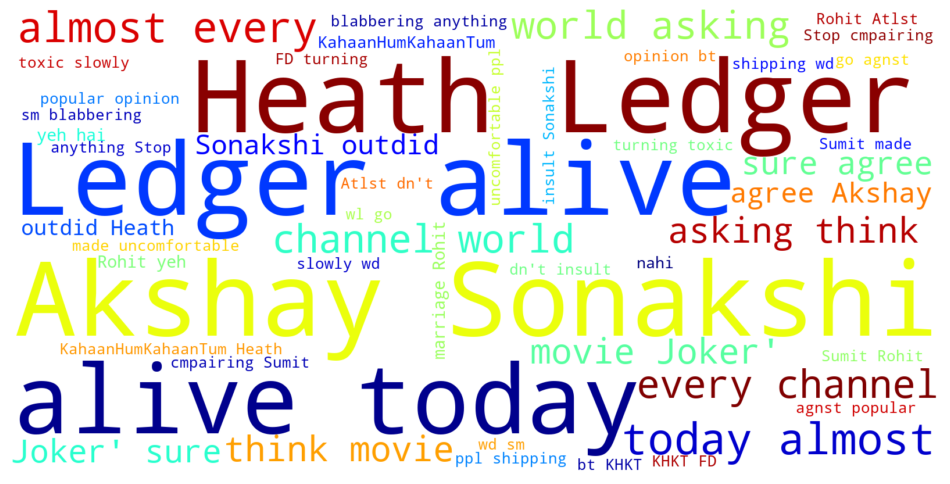 almost every
blabbering anything
world asking
Rohit Atlst
KahaanHumKahaanTum
Stop cmpairing
toxic slowly
FD turning
opinion bt
shipping wd
go agnst
Heath Ledger
popular opinion
uncomfortable ppl
insult Sonakshi
sm blabbering
yeh hai
anything Stop
Sonakshi outdid
turning toxic
Sumit made
Ledger alive
sure agree
Atlst dn't
agree Akshay
wl go
outdid Heath
channel world
asking think
made uncomfortable
marriage Rohit
Rohit yeh
slowly wd
dn't insult
nahi
Akshay Sonakshi
KahaanHumKahaanTum Heath
movie Joker'
Sumit Rohit
cmpairing Sumit
alive today
every channel
agnst popular
Joker' sure
think movie
wd sm
today almost
ppl shipping
bt KHKT
KHKT FD